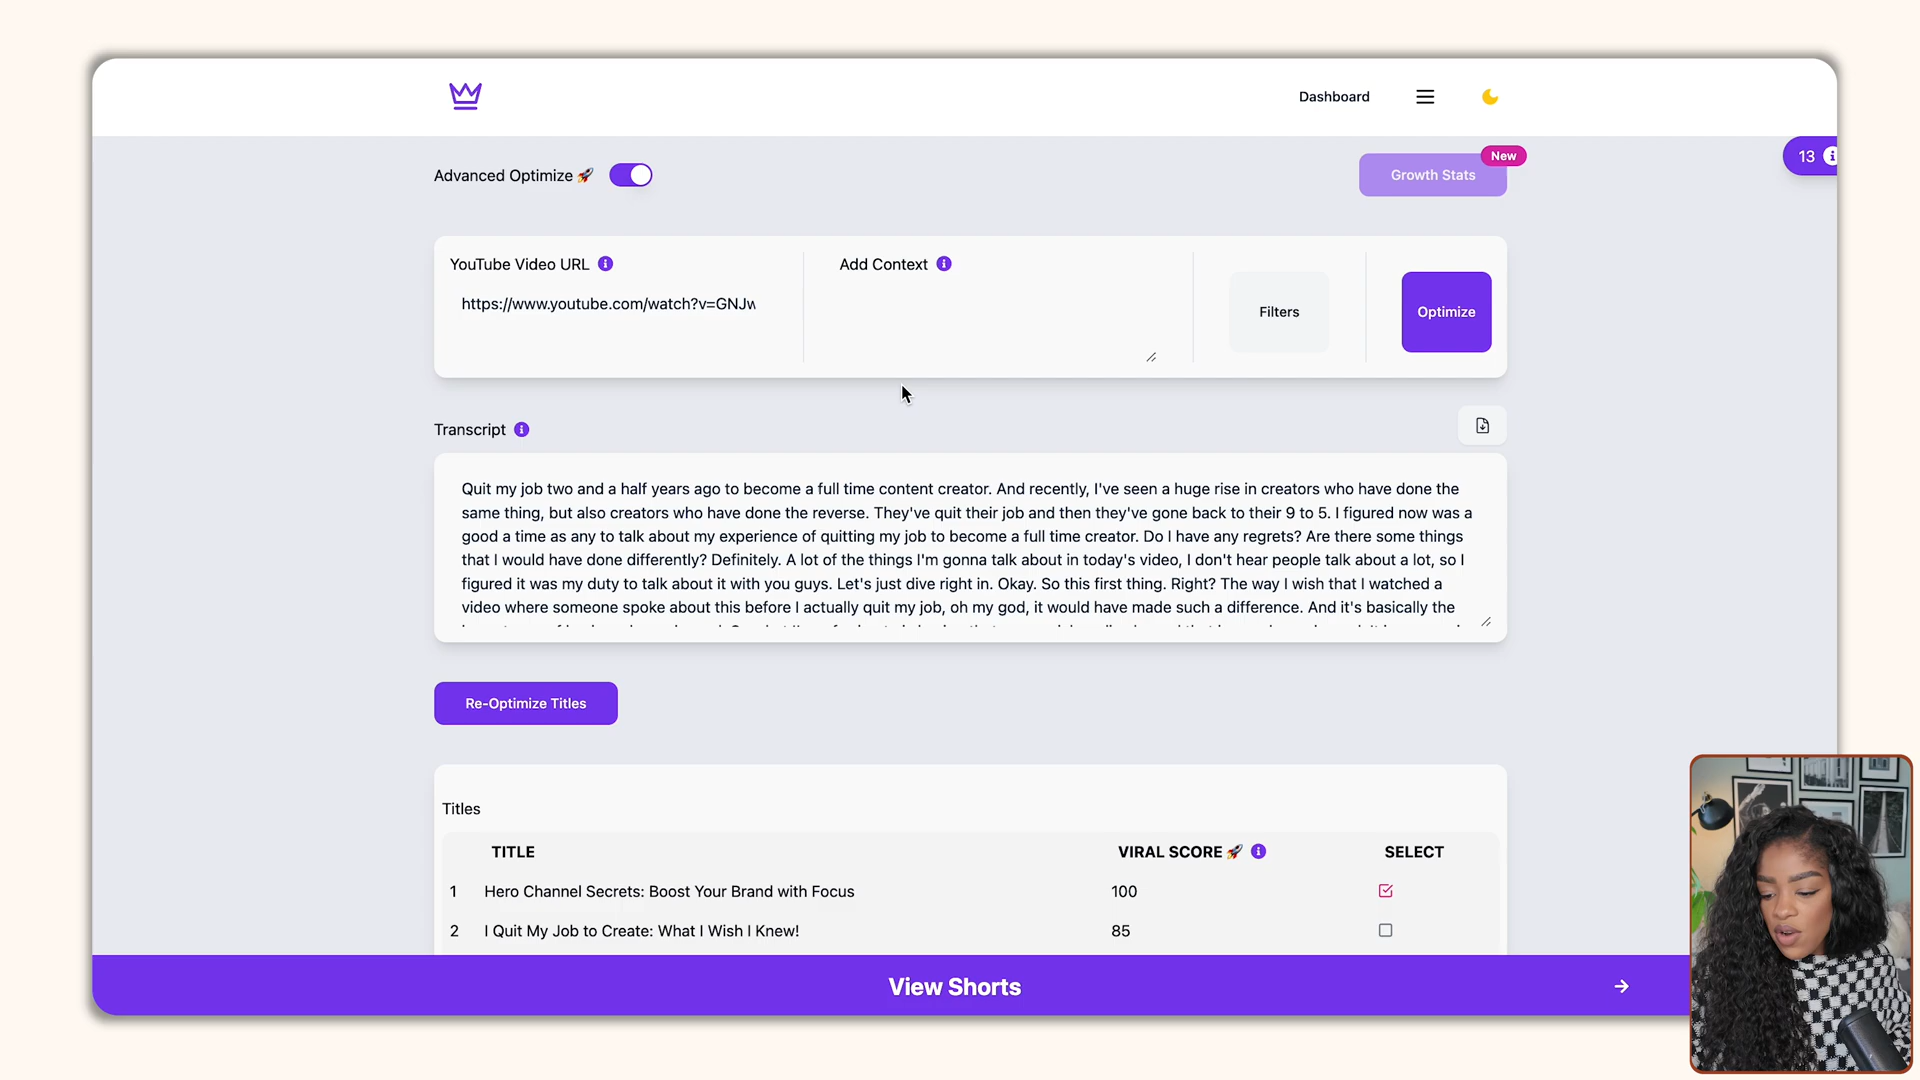 Dashboard
Advanced Optimize 🚀
New
Growth Stats
13
YouTube Video URL
Add Context
https://www.youtube.com/watch?v=GNJ
Filters
Optimize
Transcript
Quit my job two and a half years ago to become a full time content creator. And recently, I've seen a huge rise in creators who have done the
same thing, but also creators who have done the reverse. They've quit their job and then they've gone back to their 9 to 5. I figured now was a
good a time as any to talk about my experience of quitting my job to become a full time creator. Do I have any regrets? Are there some things
that I would have done differently? Definitely. A lot of the things I'm gonna talk about in today's video, I don't hear people talk about a lot, so I
figured it was my duty to talk about it with you guys. Let's just dive right in. Okay. So this first thing. Right? The way I wish that I watched a
video where someone spoke about this before I actually quit my job, oh my god, it would have made such a difference. And it's basically the
Re-Optimize Titles
Titles
TITLE
VIRAL SCORE 🚀
SELECT
1 Hero Channel Secrets: Boost Your Brand with Focus 100
2 I Quit My Job to Create: What I Wish I Knew! 85
View Shorts